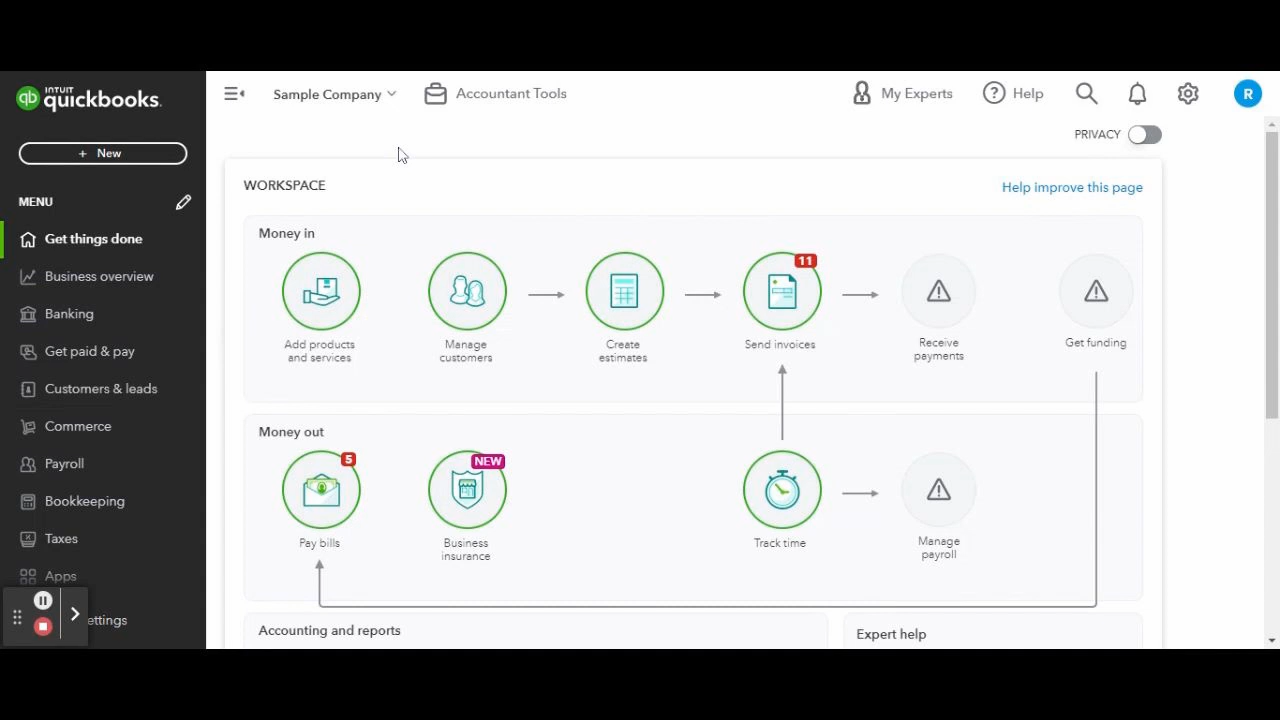 INTUIT
quickbooks.
Sample Company
Accountant Tools
My Experts
Help
R
PRIVACY
+ New
MENU
Get things done
Business overview
Banking
Get paid & pay
Customers & leads
Commerce
Payroll
Bookkeeping
Taxes
Apps
ettings
WORKSPACE
Help improve this page
Money in
Add products
and services
Manage
customers
Create
estimates
11
Send invoices
Receive
payments
Get funding
Money out
5
Pay bills
NEW
Business
insurance
Track time
Manage
payroll
Accounting and reports
Expert help